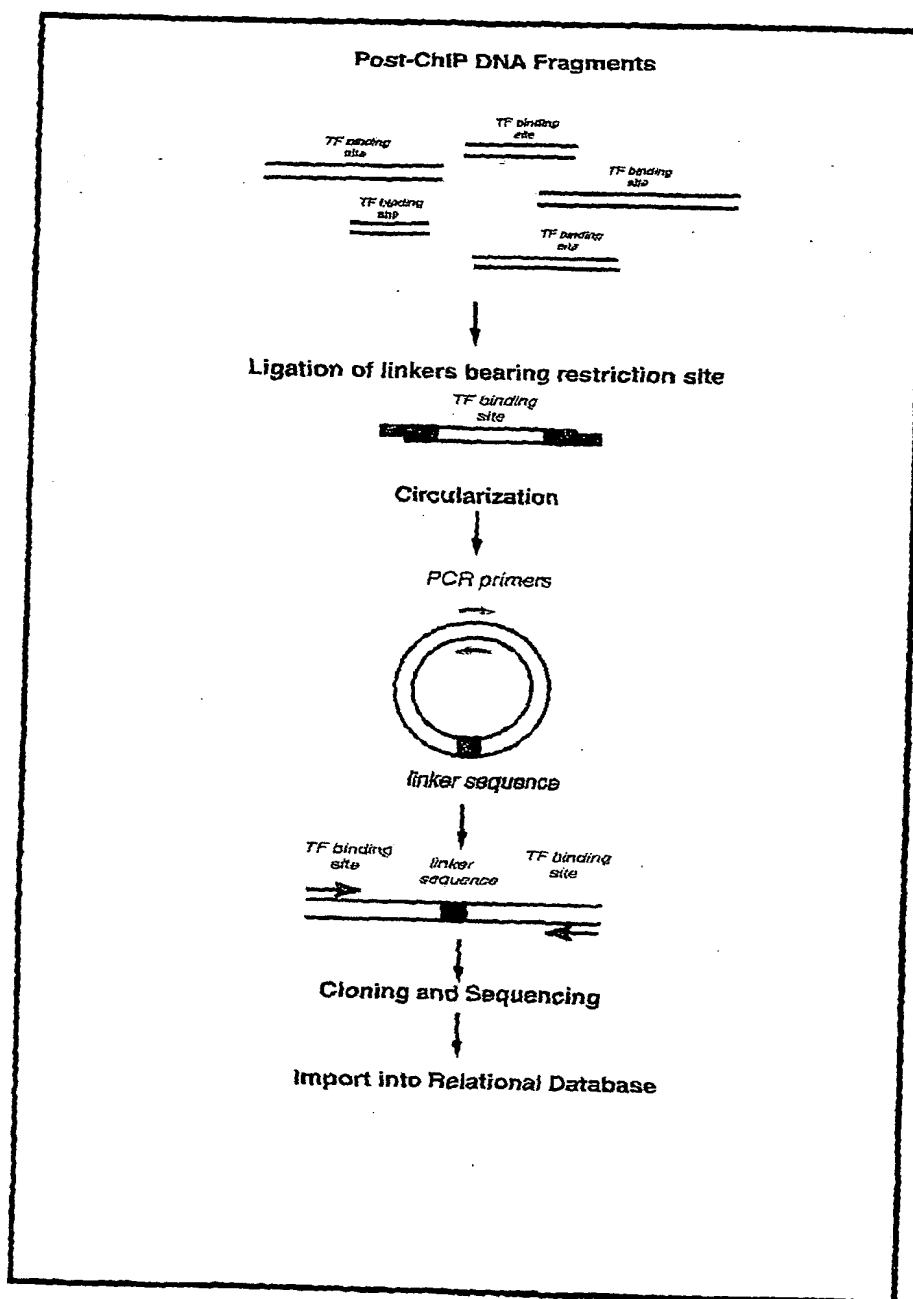 Post-ChIP DNA Fragments
TF binding
site
TF binding
site
TF binding
site
TF binding
site
TF binding
site
Ligation of linkers bearing restriction site
TF binding
site
Circularization
PCR primers
linker sequence
TF binding
site
linker
sequence
TF binding
site
Cloning and Sequencing
Import into Relational Database